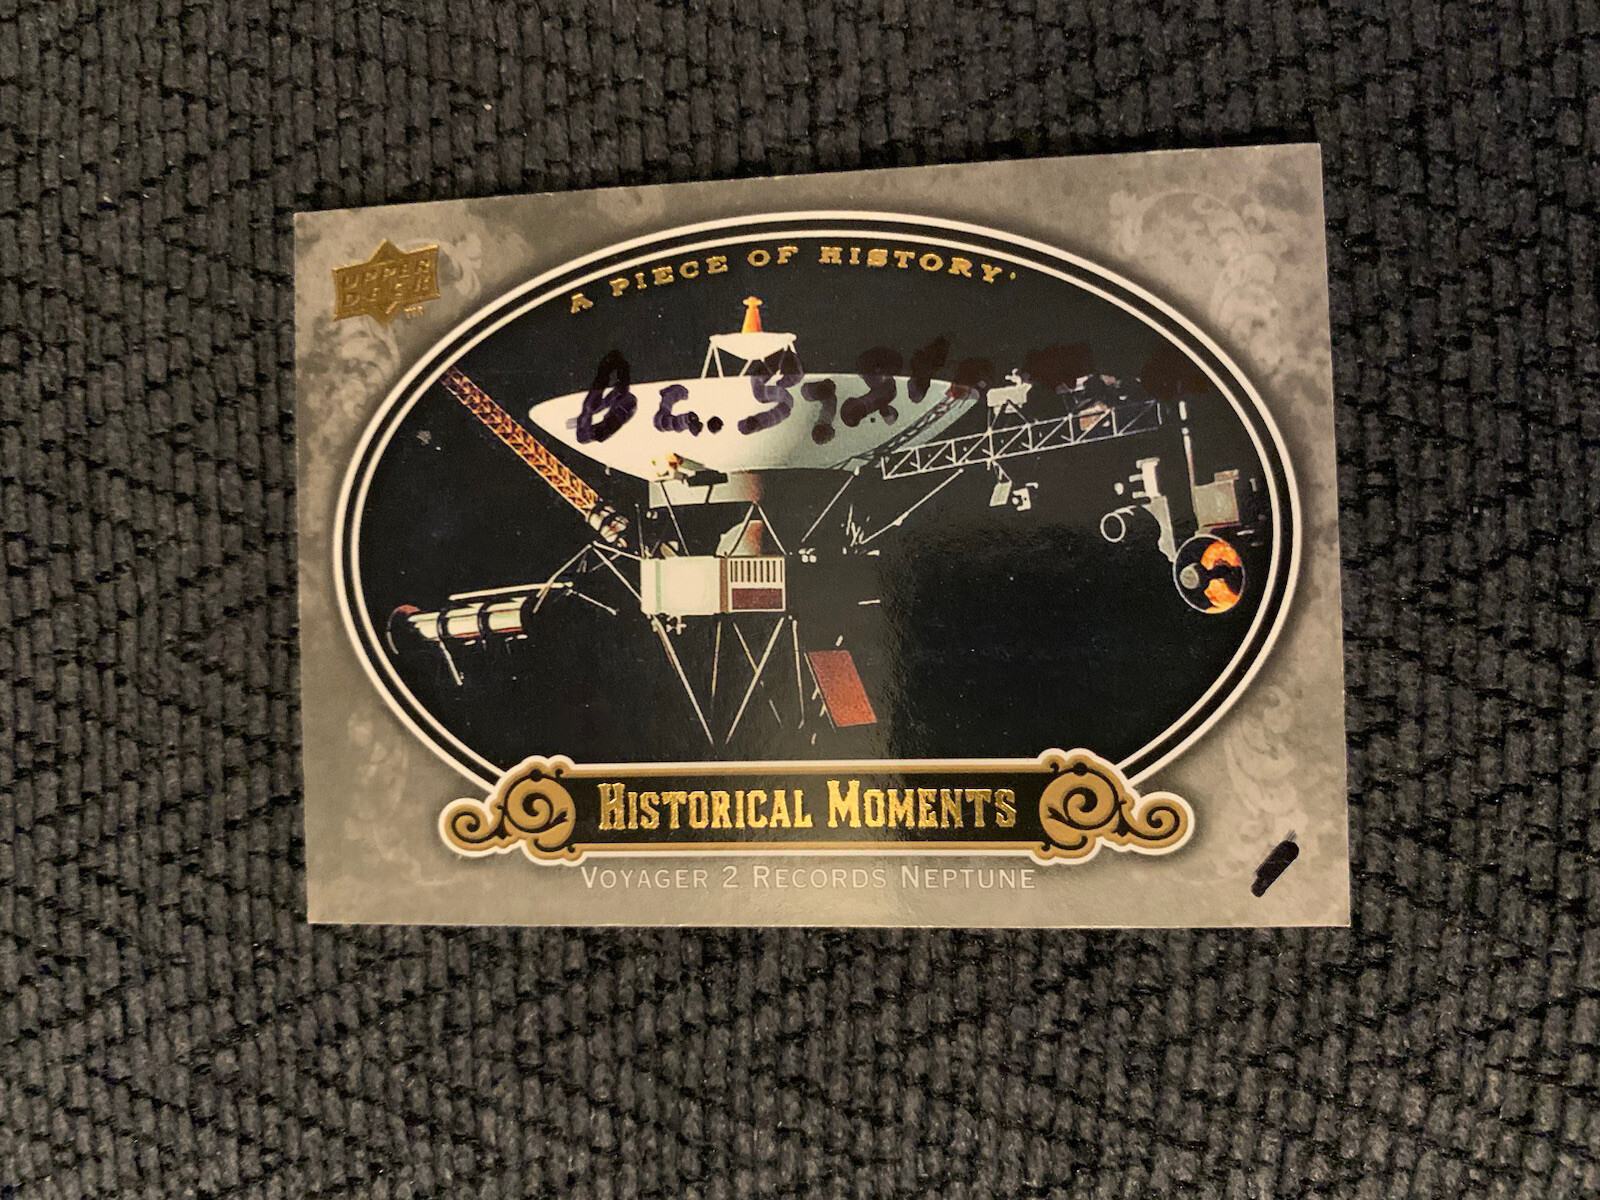 UPPER
DECK
A PIECE OF HISTORY
HISTORICAL MOMENTS
VOYAGER 2 RECORDS NEPTUNE